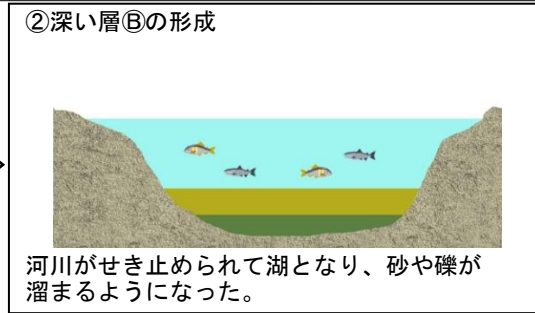 ②深い層Ⓑの形成
河川がせき止められて湖となり、砂や礫が
溜まるようになった。